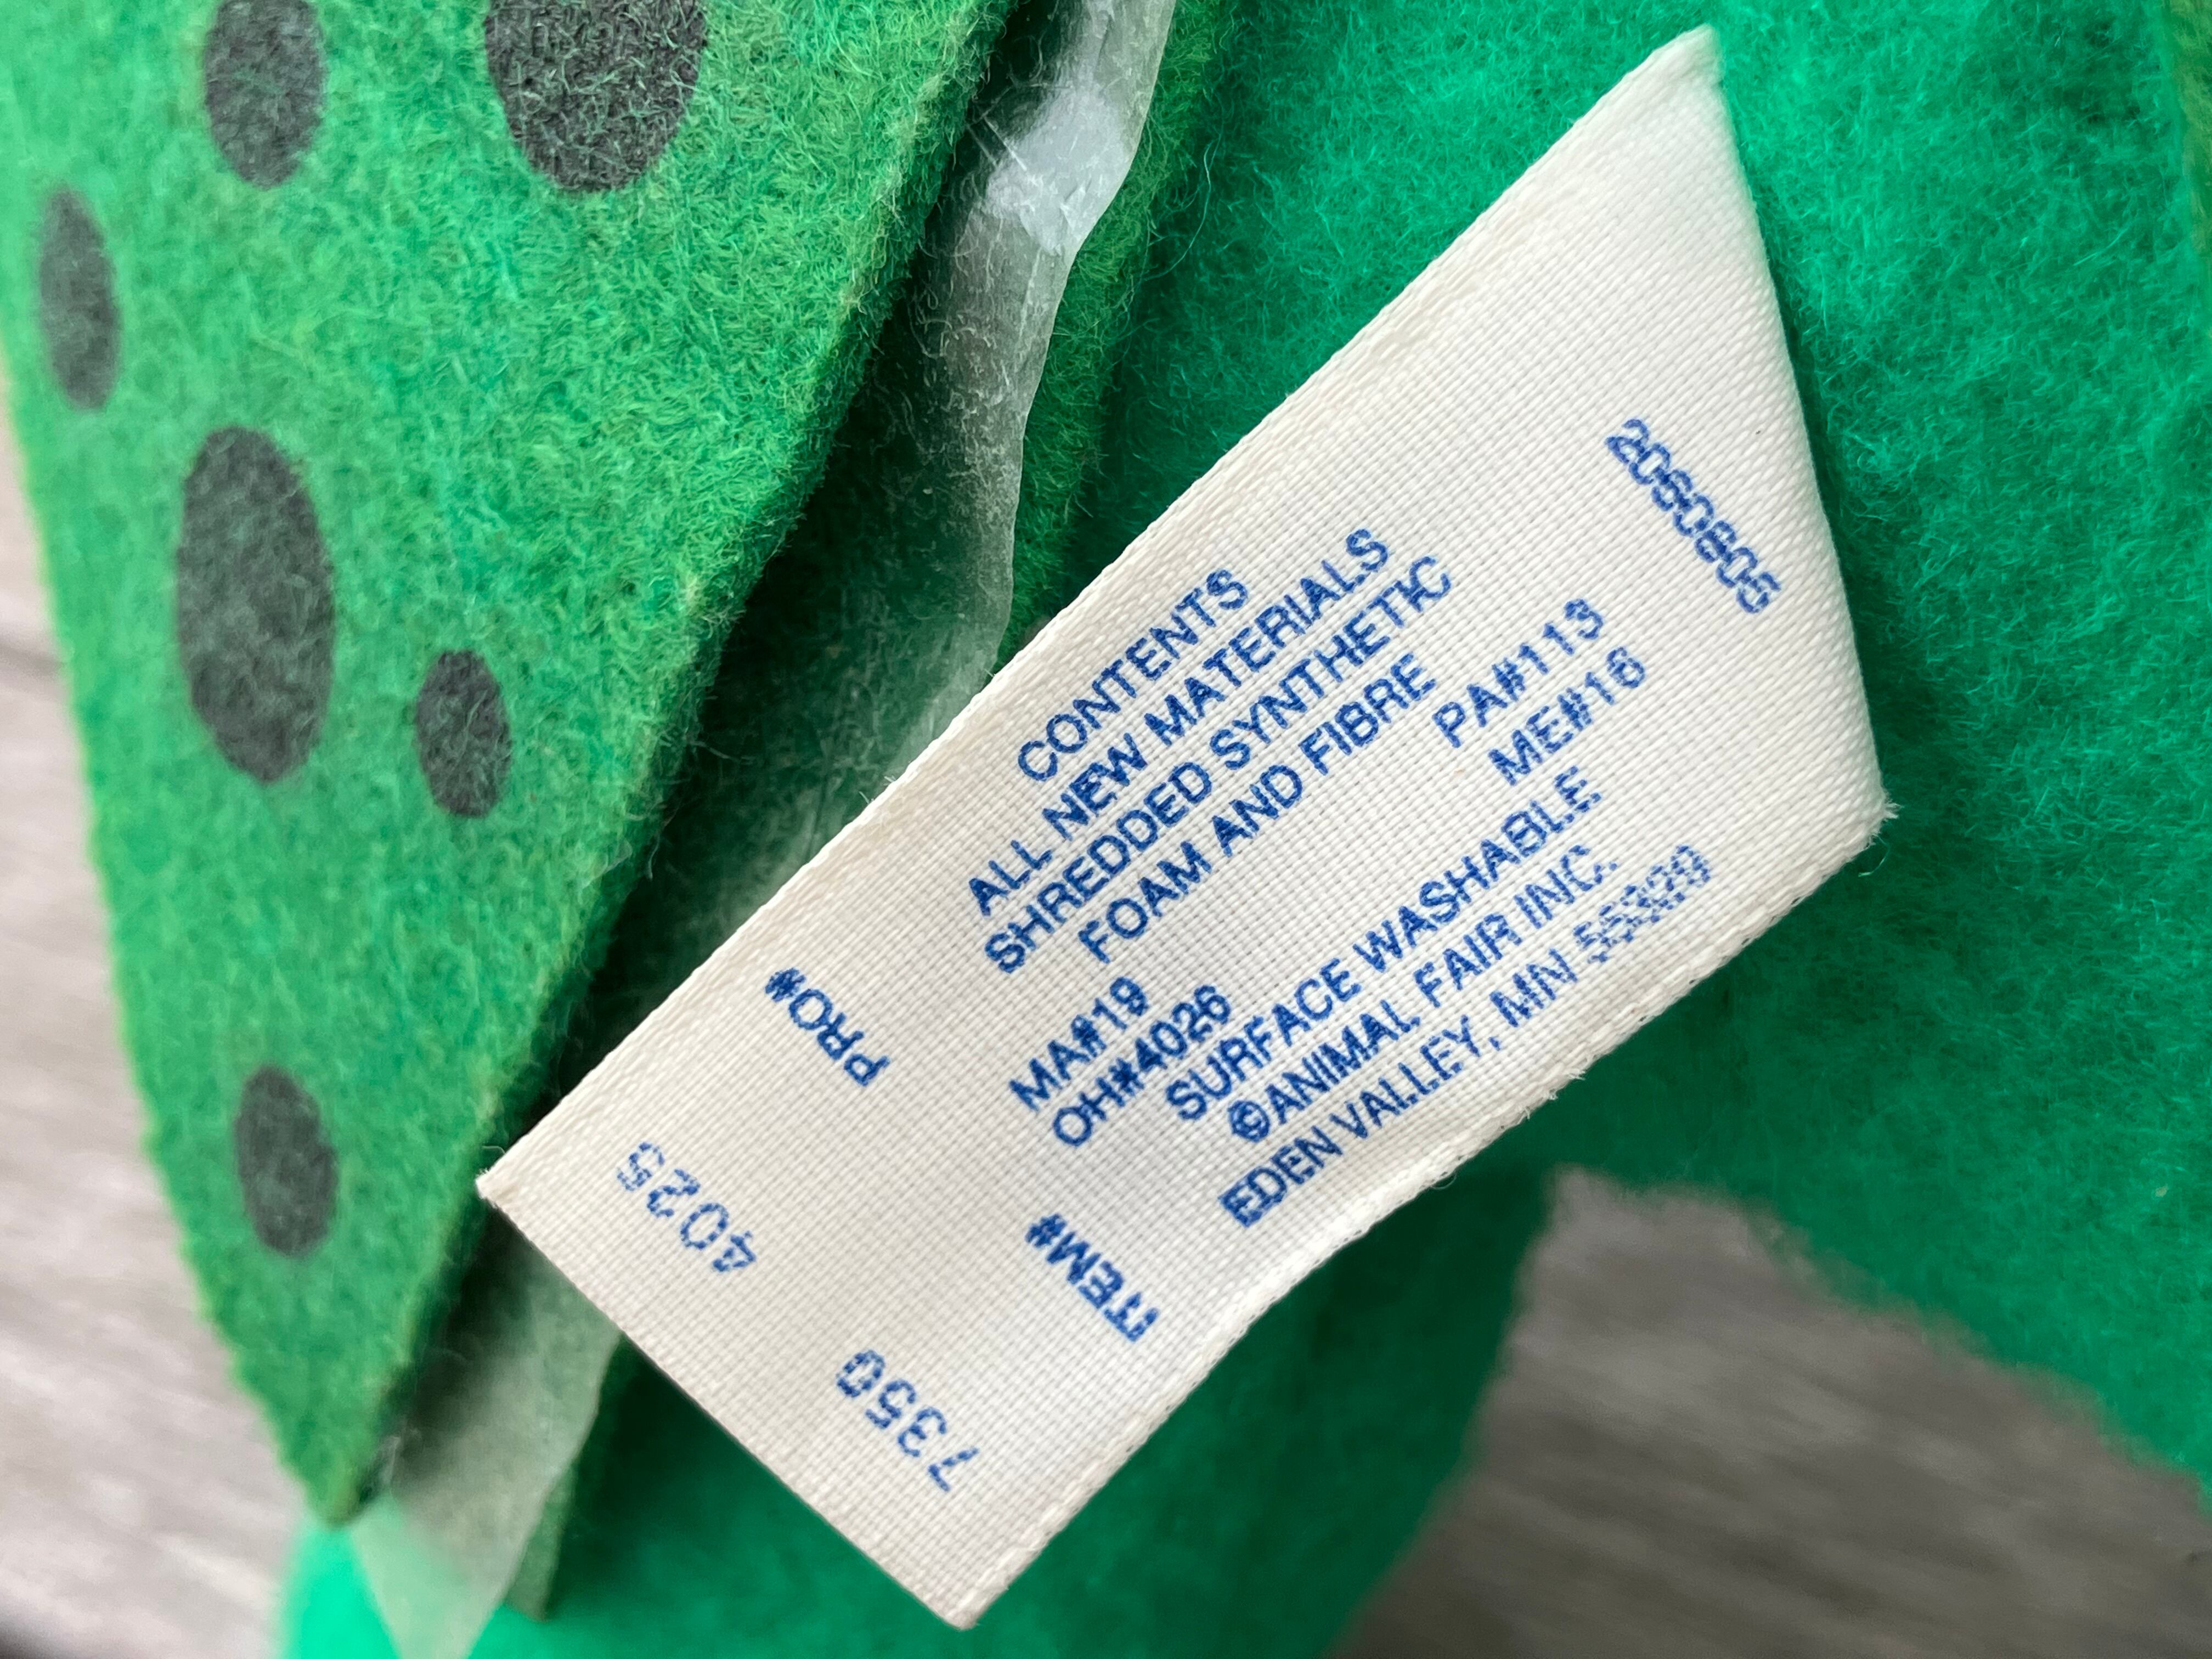 CONTENTS
ALL NEW MATERIALS
SHREDDED SYNTHETIC
FOAM AND FIBRE
PA#113
MA#19 ME#16
OH#4026
SURFACE WASHABLE
©ANIMAL FAIR INC.
EDEN VALLEY, MN 55329
2050805
PRO# ITEM#
4025 7350